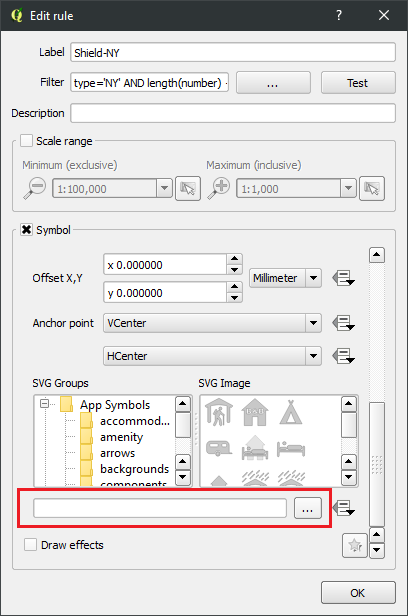 Edit rule
Label
Shield-NY
Filter
type='NY' AND length(number)
...
Test
Description
Scale range
Minimum (exclusive)
Maximum (inclusive)
1:100,000
1:1,000
Symbol
Offset X,Y
x 0.000000
y 0.000000
Millimeter
Anchor point
VCenter
HCenter
SVG Groups
SVG Image
App Symbols
accommod...
amenity
arrows
backgrounds
components
...
Draw effects
OK